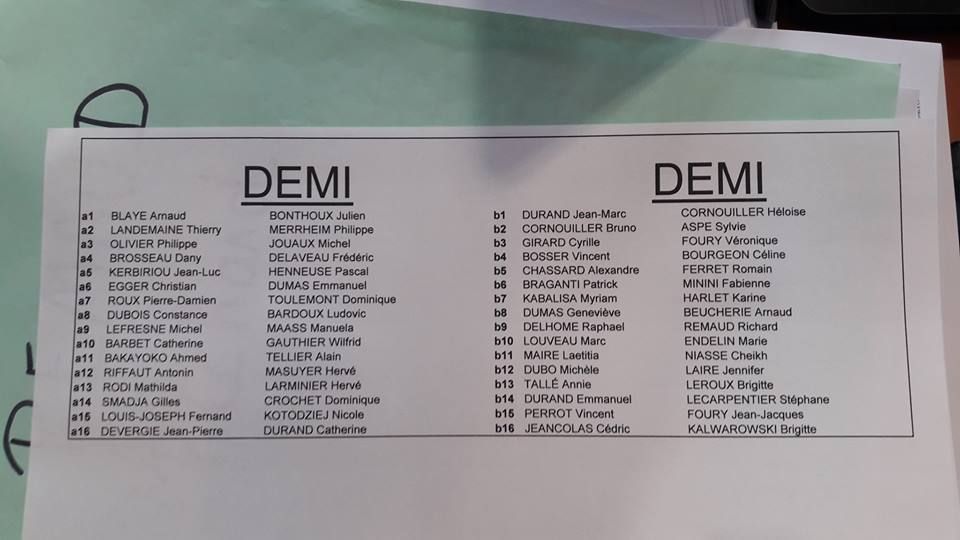 DEMI
a1 BLAYE Arnaud BONTHOUX Julien
a2 LANDEMAINE Thierry MERRHEIM Philippe
a3 OLIVIER Philippe JOUAUX Michel
a4 BROSSEAU Dany DELAVEAU Frédéric
a5 KERBIRIOU Jean-Luc HENNEUSE Pascal
a6 EGGER Christian DUMAS Emmanuel
a7 ROUX Pierre-Damien TOULEMONT Dominique
a8 DUBOIS Constance BARDOUX Ludovic
a9 LEFRESNE Michel MAASS Manuela
a10 BARBET Catherine GAUTHIER Wilfrid
a11 BAKAYOKO Ahmed TELLIER Alain
a12 RIFFAUT Antonin MASUYER Hervé
a13 RODI Mathilda LARMINIER Hervé
a14 SMADJA Gilles CROCHET Dominique
a15 LOUIS-JOSEPH Fernand KOTODZIEJ Nicole
a16 DEVERGIE Jean-Pierre DURAND Catherine
DEMI
b1 DURAND Jean-Marc CORNOUILLER Héloise
b2 CORNOUILLER Bruno ASPE Sylvie
b3 GIRARD Cyrille FOURY Véronique
b4 BOSSER Vincent BOURGEON Céline
b5 CHASSARD Alexandre FERRET Romain
b6 BRAGANTI Patrick MININI Fabienne
b7 KABALISA Myriam HARLET Karine
b8 DUMAS Geneviève BEUCHERIE Arnaud
b9 DELHOME Raphael REMAUD Richard
b10 LOUVEAU Marc ENDELIN Marie
b11 MAIRE Laetitia NIASSE Cheikh
b12 DUBO Michèle LAIRE Jennifer
b13 TALLÉ Annie LEROUX Brigitte
b14 DURAND Emmanuel LECARPENTIER Stéphane
b15 PERROT Vincent FOURY Jean-Jacques
b16 JEANCOLAS Cédric KALWAROWSKI Brigitte